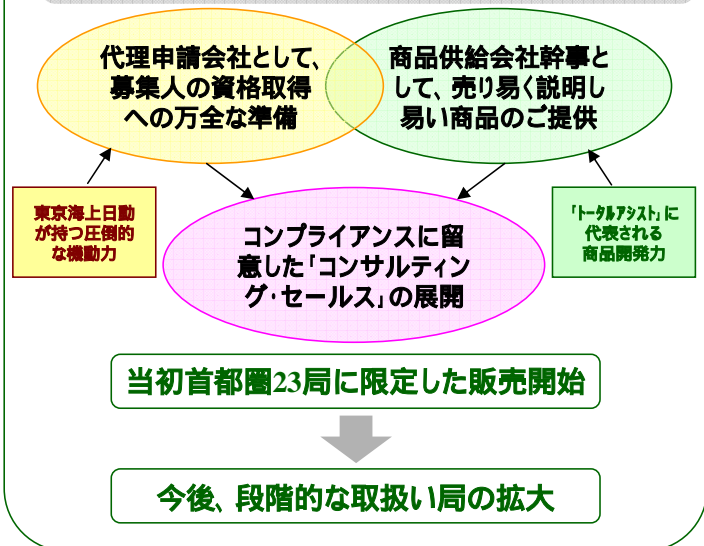 代理申請会社として、
募集人の資格取得
への万全な準備
商品供給会社幹事と
して、売り易く説明し
易い商品のご提供
東京海上日動
が持つ圧倒的
な機動力
「ﾄｰﾀﾙｱｼｽﾄ」に
代表される
商品開発力
コンプライアンスに留
意した「コンサルティン
グ・セールス」の展開
当初首都圏23局に限定した販売開始
今後、段階的な取扱い局の拡大